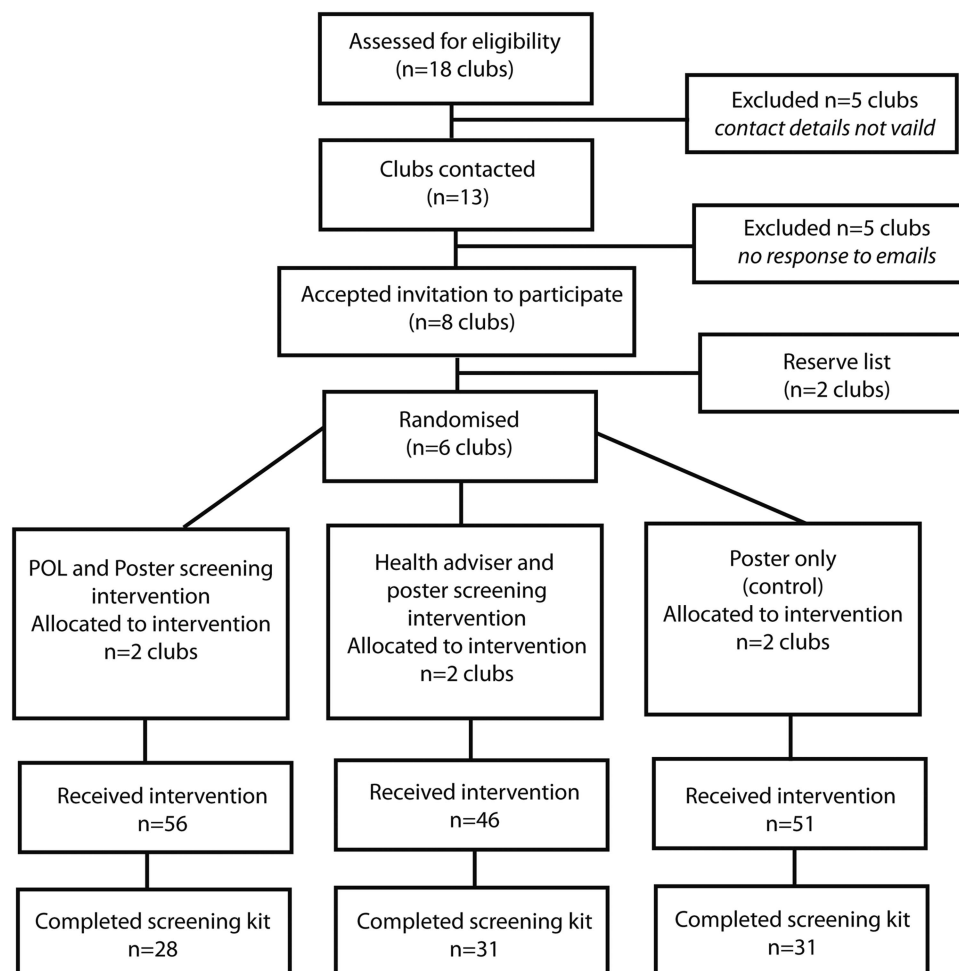 Assessed for eligibility
(n=18 clubs)
Excluded n=5 clubs
contact details not vaild
Clubs contacted
(n=13)
Excluded n=5 clubs
no response to emails
Accepted invitation to participate
(n=8 clubs)
Reserve list
(n=2 clubs)
Randomised
(n=6 clubs)
POL and Poster screening
intervention
Allocated to intervention
n=2 clubs
Health adviser and
poster screening
intervention
Allocated to intervention
n=2 clubs
Poster only
(control)
Allocated to intervention
n=2 clubs
Received intervention
n=56
Received intervention
n=46
Received intervention
n=51
Completed screening kit
n=28
Completed screening kit
n=31
Completed screening kit
n=31